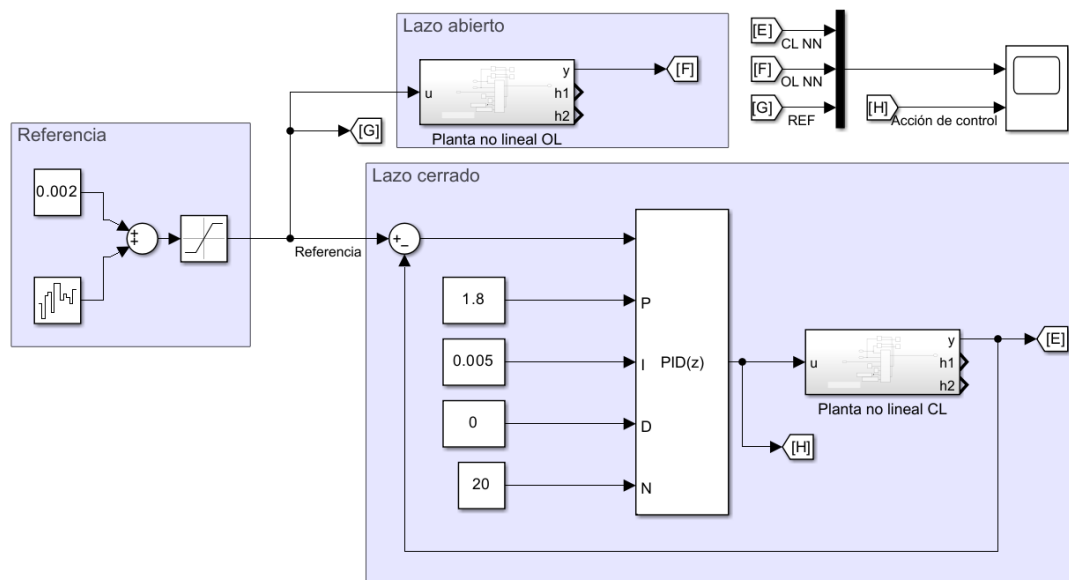 Lazo abierto
u
y
h1
h2
Planta no lineal OL
[F]
[G]
[E]
CL NN
[F]
OL NN
[G]
REF
[H]
Acción de control
Referencia
0.002
+
+
Referencia
Lazo cerrado
+
−
1.8
0.005
0
20
P
I
D
N
PID(z)
u
y
h1
h2
Planta no lineal CL
[E]
[H]